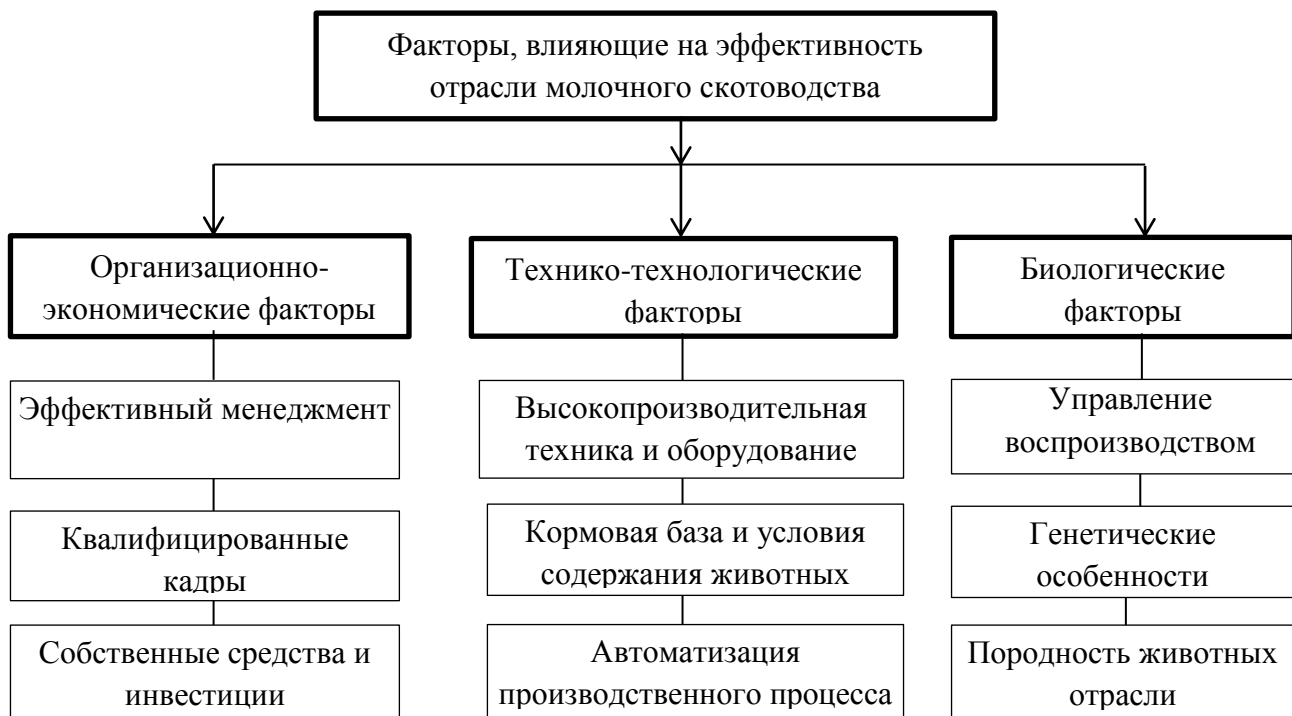 Факторы, влияющие на эффективность
отрасли молочного скотоводства
Организационно-
экономические факторы
Технико-технологические
факторы
Биологические
факторы
Эффективный менеджмент
Высокопроизводительная
техника и оборудование
Управление
воспроизводством
Квалифицированные
кадры
Кормовая база и условия
содержания животных
Генетические
особенности
Собственные средства и
инвестиции
Автоматизация
производственного процесса
Породность животных
отрасли